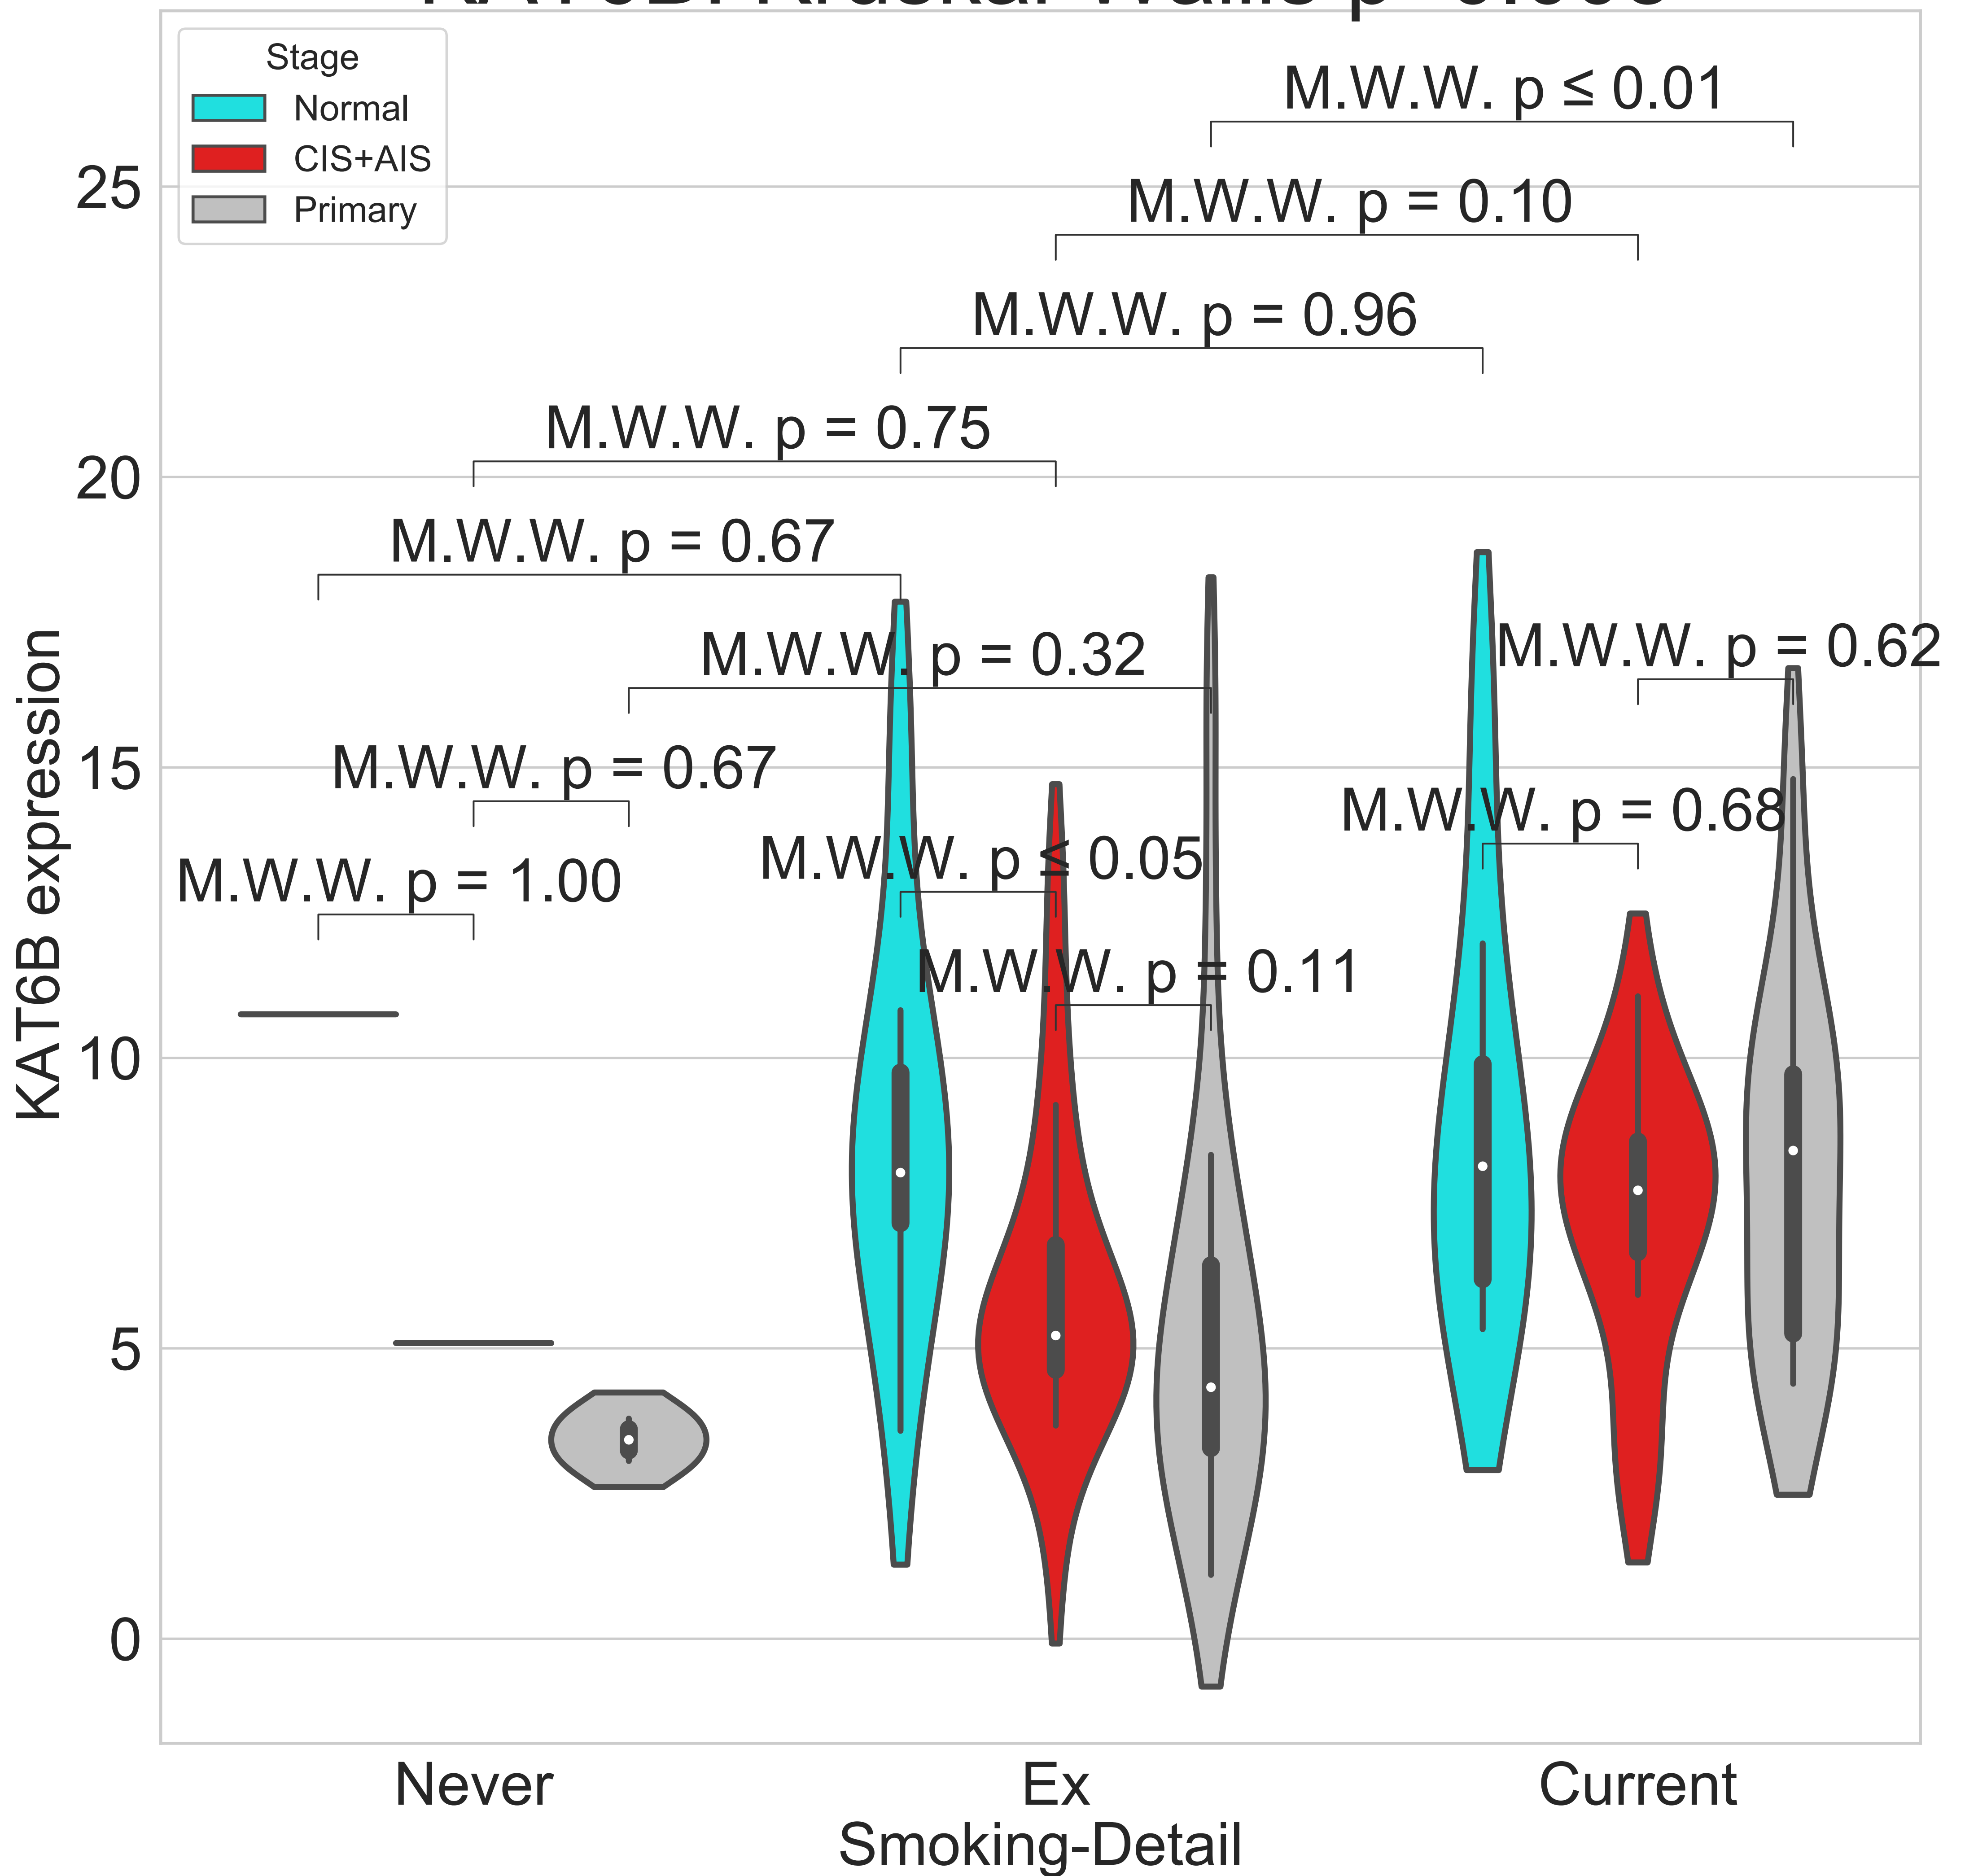 Stage
Normal
CIS+AIS
Primary
M.W.W. p ≤ 0.01
M.W.W. p = 0.10
M.W.W. p = 0.96
M.W.W. p = 0.75
M.W.W. p = 0.67
M.W.W. p = 0.32
M.W.W. p = 0.62
M.W.W. p = 0.67
M.W.W. p = 0.68
M.W.W. p ≤ 0.05
M.W.W. p = 1.00
M.W.W. p = 0.11
KAT6B expression
25
20
15
10
5
0
Never
Ex
Current
Smoking-Detail